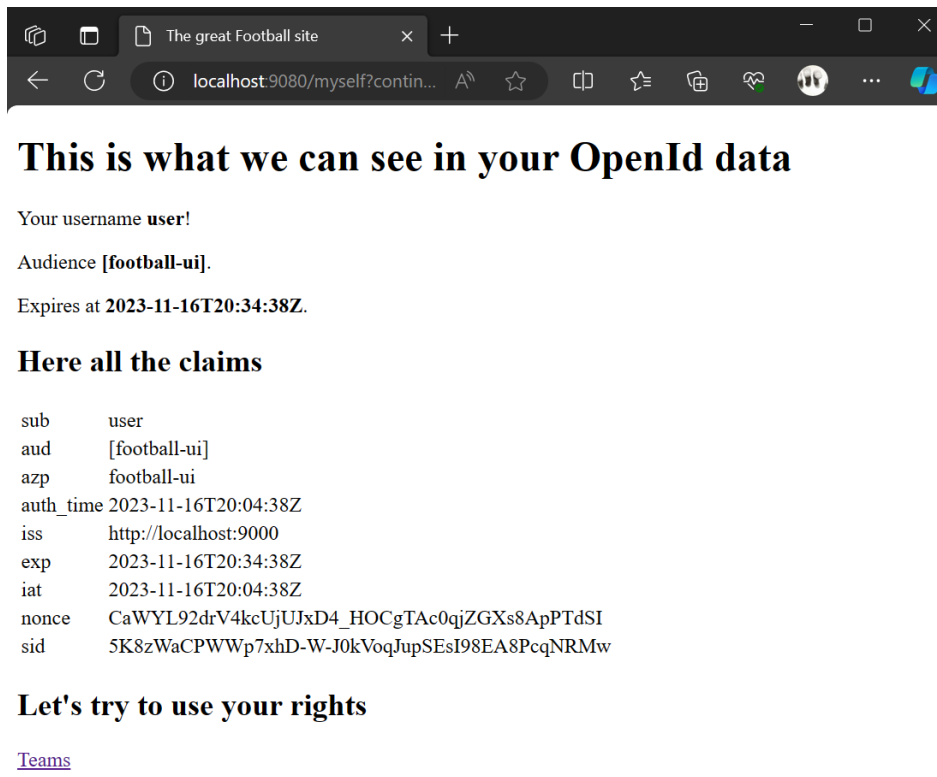 The great Football site
localhost:9080/myself?contin...
This is what we can see in your OpenId data
Your username user!
Audience [football-ui].
Expires at 2023-11-16T20:34:38Z.
Here all the claims
sub user
aud [football-ui]
azp football-ui
auth_time 2023-11-16T20:04:38Z
iss http://localhost:9000
exp 2023-11-16T20:34:38Z
iat 2023-11-16T20:04:38Z
nonce CaWYL92drV4kcUjUJxD4_HOCgTAc0qjZGXs8ApPTdSI
sid 5K8zWaCPWWp7xhD-W-J0kVoqJupSEsI98EA8PcqNRMw
Let's try to use your rights
Teams